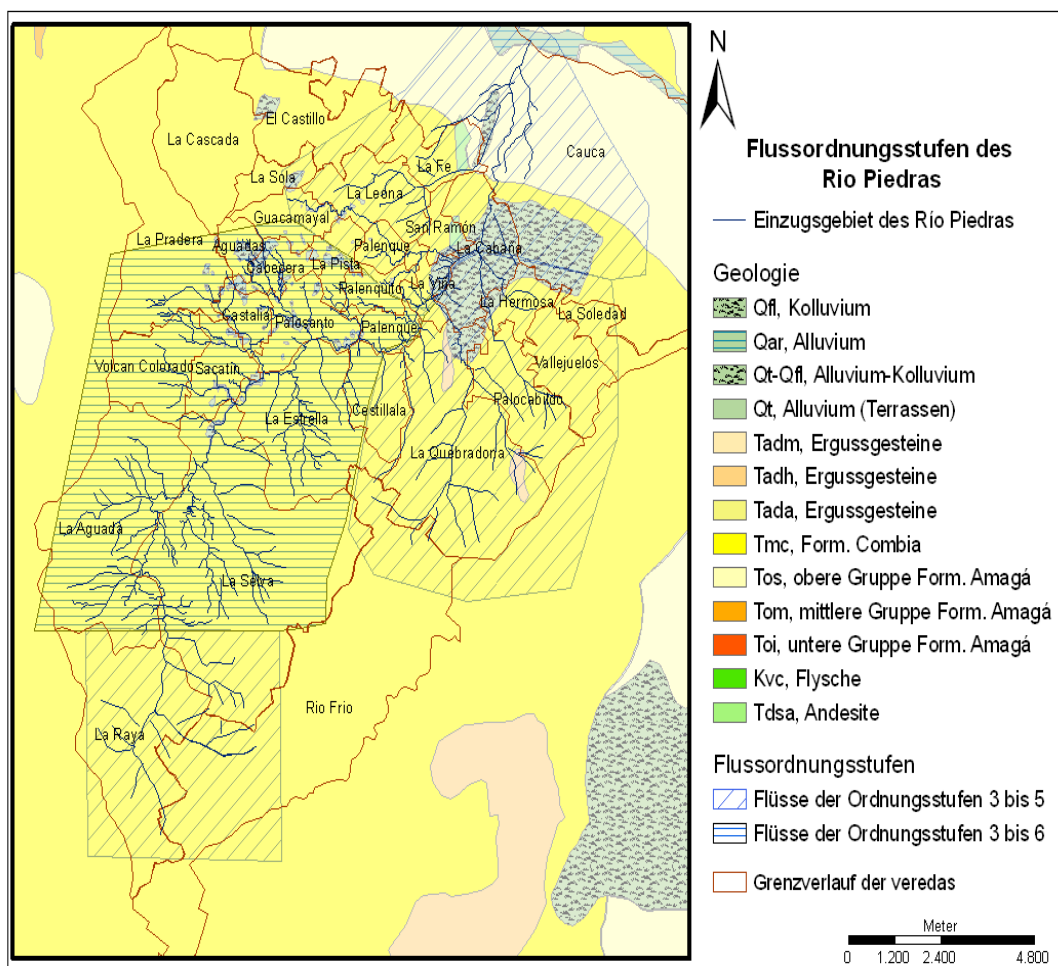 El Castillo
La Cascada
La Fe
Cauca
La Sola
La Leona
Guacamayal
San Ramón
La Pradera
Aguadas
Palenque
La Cabaña
Cabecera
La Pista
La Viña
Palenquito
La Hermosa
Castalia
Palosanto
Palenque
La Soledad
Volcan Colorado
Sacatín
Vallejuelos
Palocabildo
Cestillala
La Estrella
La Quebradona
La Aguada
La Selva
Rio Frio
La Raya
N
Flussordnungsstufen des
Rio Piedras
Einzugsgebiet des Río Piedras
Geologie
Qfl, Kolluvium
Qar, Alluvium
Qt-Qfl, Alluvium-Kolluvium
Qt, Alluvium (Terrassen)
Tadm, Ergussgesteine
Tadh, Ergussgesteine
Tada, Ergussgesteine
Tmc, Form. Combia
Tos, obere Gruppe Form. Amagá
Tom, mittlere Gruppe Form. Amagá
Toi, untere Gruppe Form. Amagá
Kvc, Flysche
Tdsa, Andesite
Flussordnungsstufen
Flüsse der Ordnungsstufen 3 bis 5
Flüsse der Ordnungsstufen 3 bis 6
Grenzverlauf der veredas
Meter
0 1.200 2.400 4.800